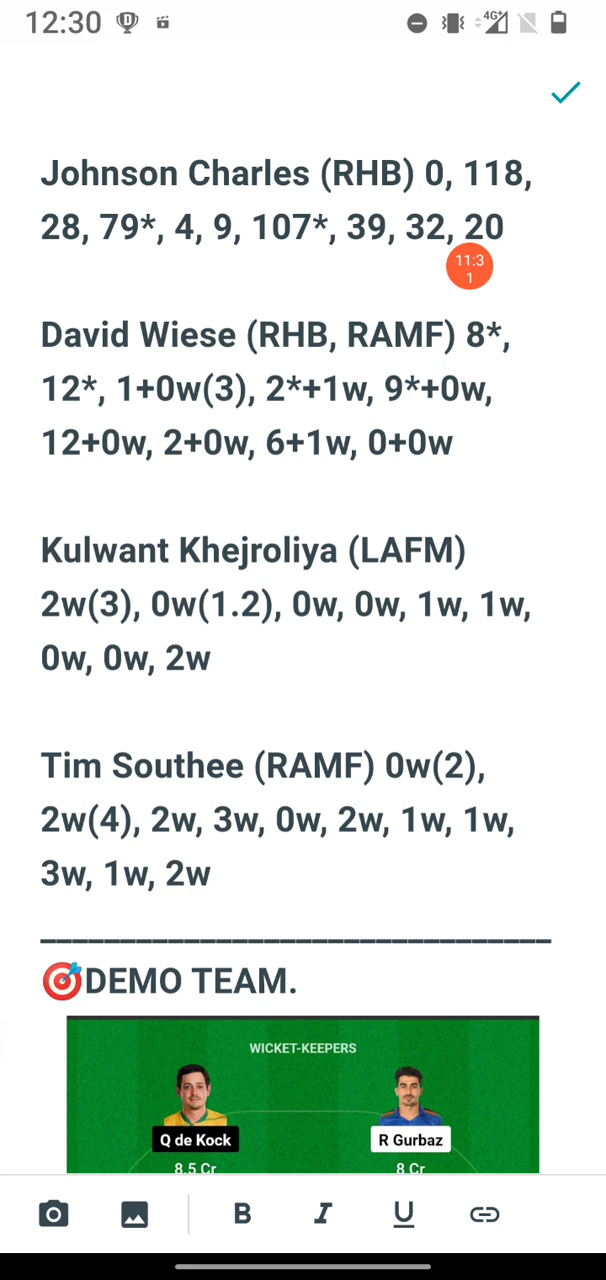 12:30
D
4G+
Johnson Charles (RHB) 0, 118,
28, 79*, 4, 9, 107*, 39, 32, 20
11:3
1
David Wiese (RHB, RAMF) 8*,
12*, 1+0w(3), 2*+1w, 9*+0w,
12+0w, 2+0w, 6+1w, 0+0w
Kulwant Khejroliya (LAFM)
2w(3), 0w(1.2), 0w, 0w, 1w, 1w,
0w, 0w, 2w
Tim Southee (RAMF) 0w(2),
2w(4), 2w, 3w, 0w, 2w, 1w, 1w,
3w, 1w, 2w
________________________________
🎯DEMO TEAM.
WICKET-KEEPERS
Q de Kock
R Gurbaz
8.5 Cr
8 Cr
B I U